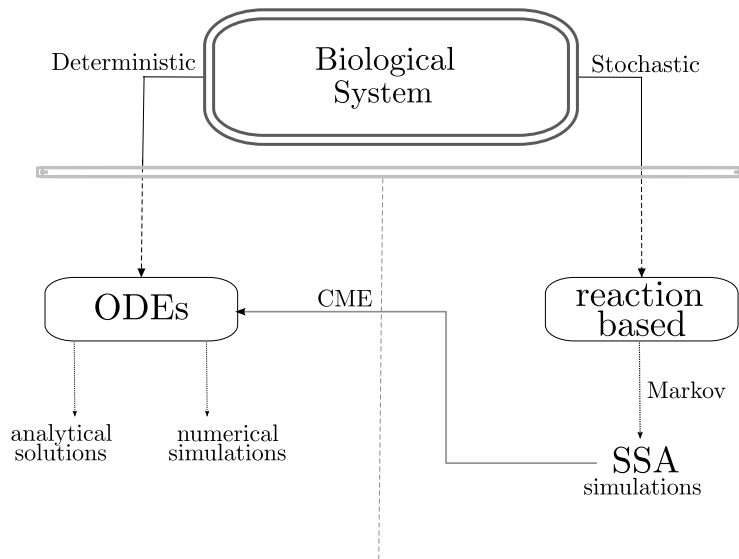 Biological
System
Deterministic
Stochastic
ODEs
CME
reaction
based
Markov
analytical
solutions
numerical
simulations
SSA
simulations